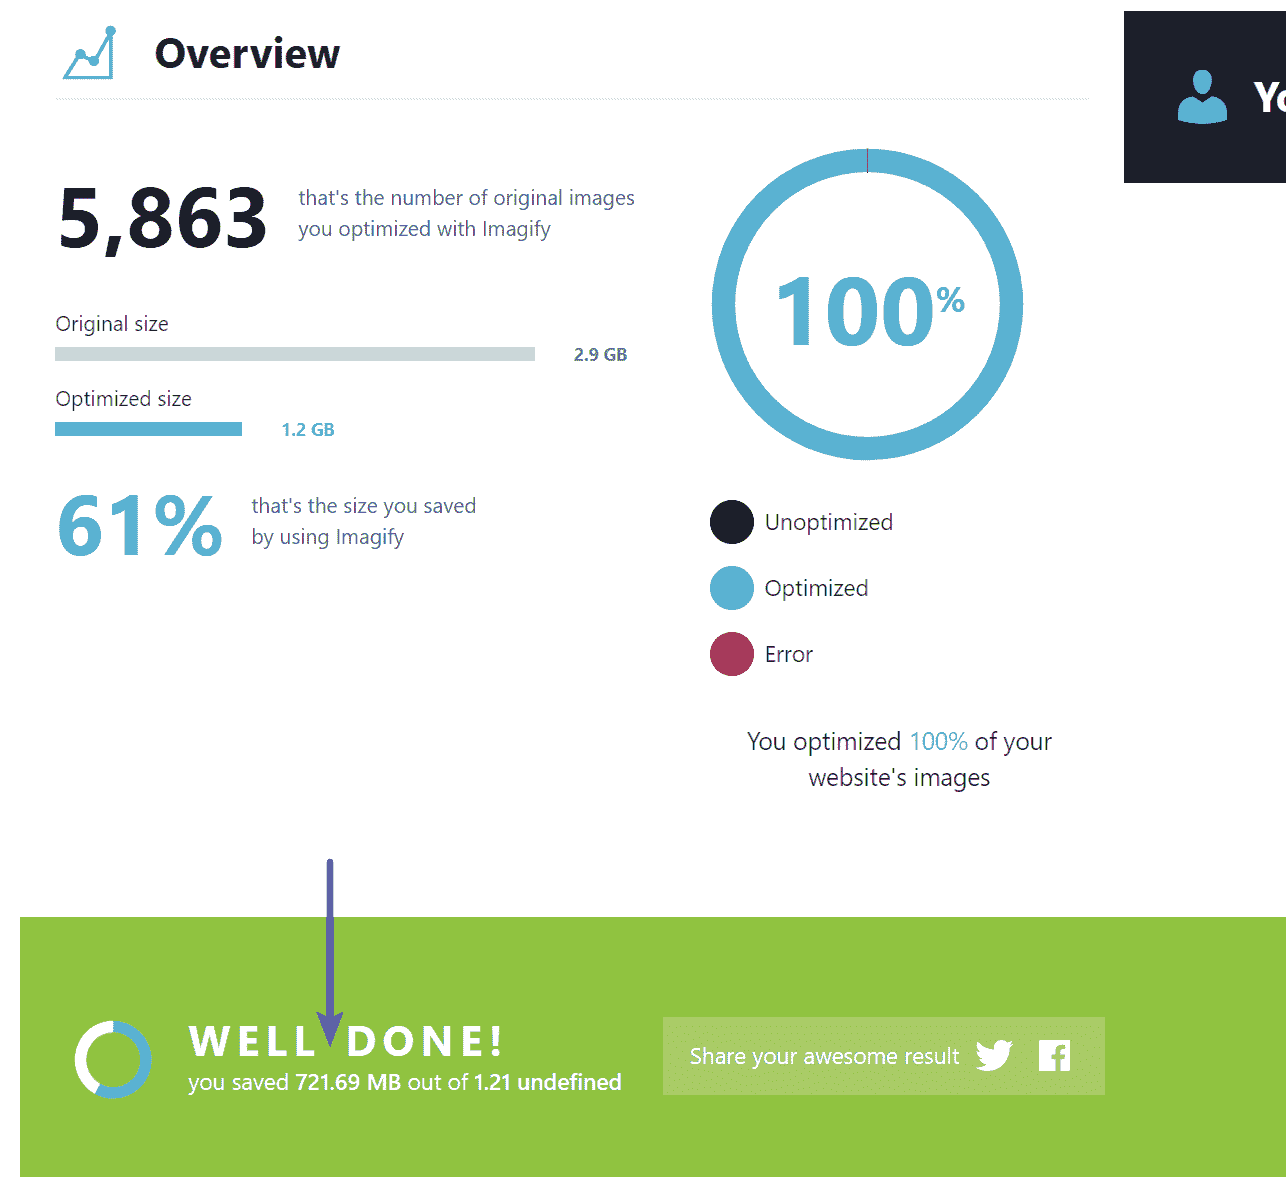 Overview
5,863
that's the number of original images
you optimized with Imagify
Original size
2.9 GB
Optimized size
1.2 GB
61%
that's the size you saved
by using Imagify
100%
Unoptimized
Optimized
Error
You optimized 100% of your
website's images
WELL DONE!
you saved 721.69 MB out of 1.21 undefined
Share your awesome result